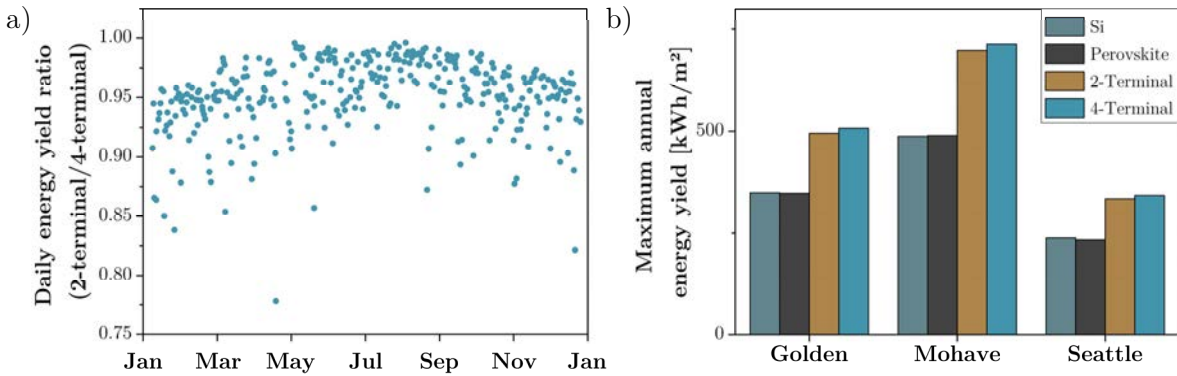 a)
Daily energy yield ratio
(2-terminal/4-terminal)
1.00
0.95
0.90
0.85
0.80
0.75
Jan Mar May Jul Sep Nov Jan
b)
Maximum annual
energy yield [kWh/m²]
500
0
Si
Perovskite
2-Terminal
4-Terminal
Golden Mohave Seattle